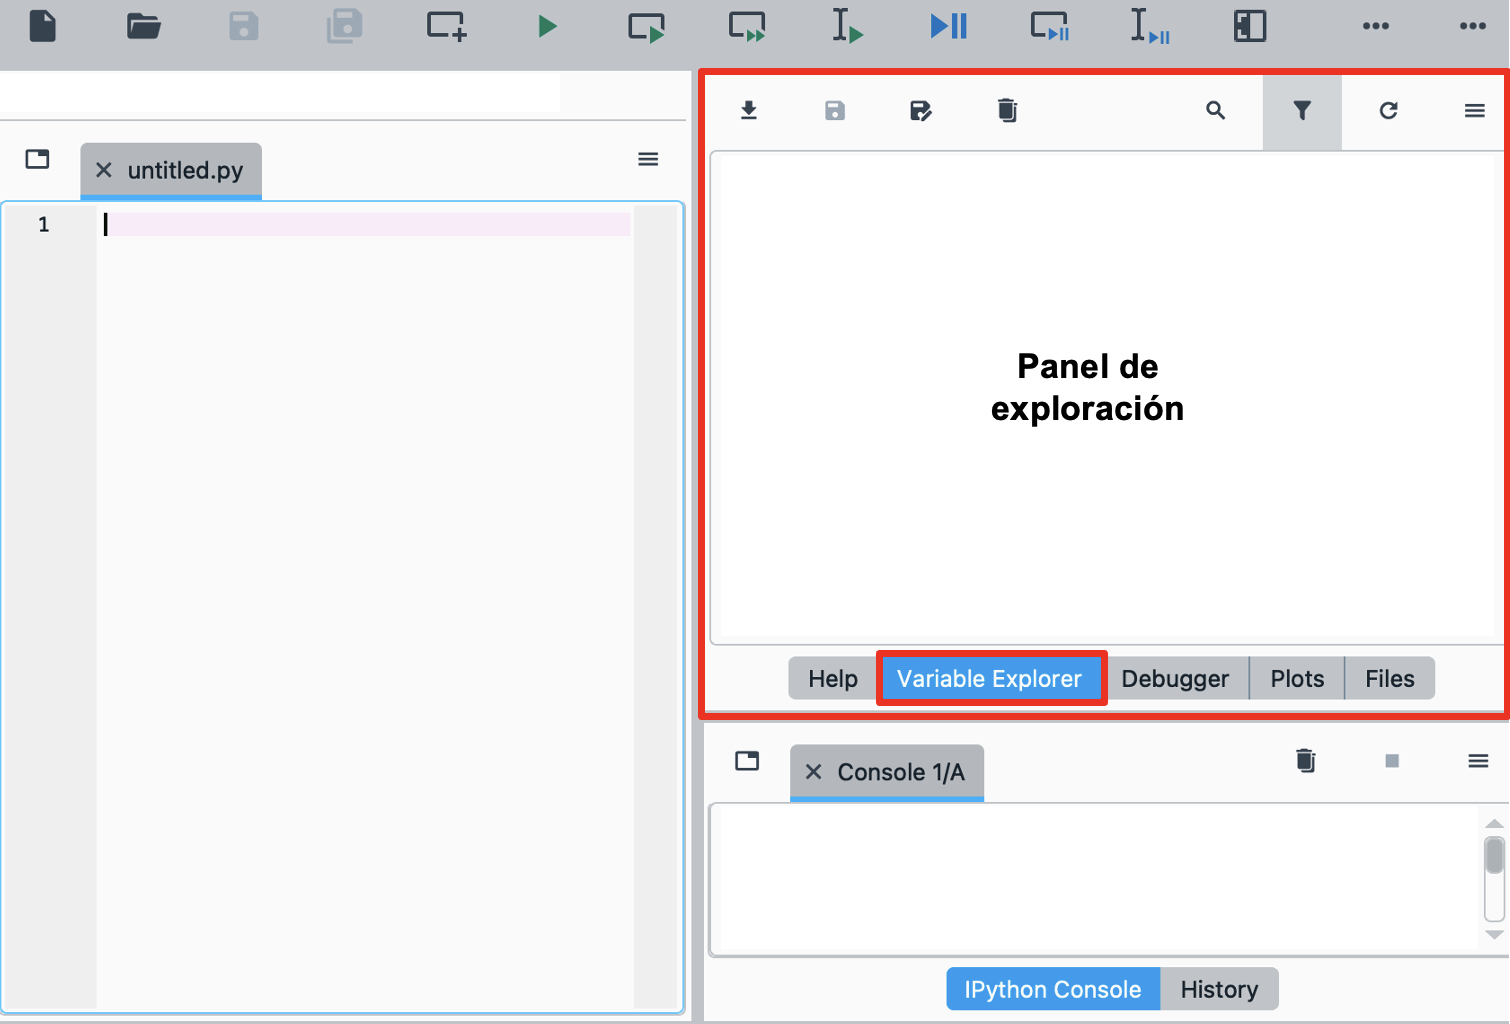 untitled.py
1
Panel de
exploración
Help
Variable Explorer
Debugger
Plots
Files
Console 1/A
IPython Console
History